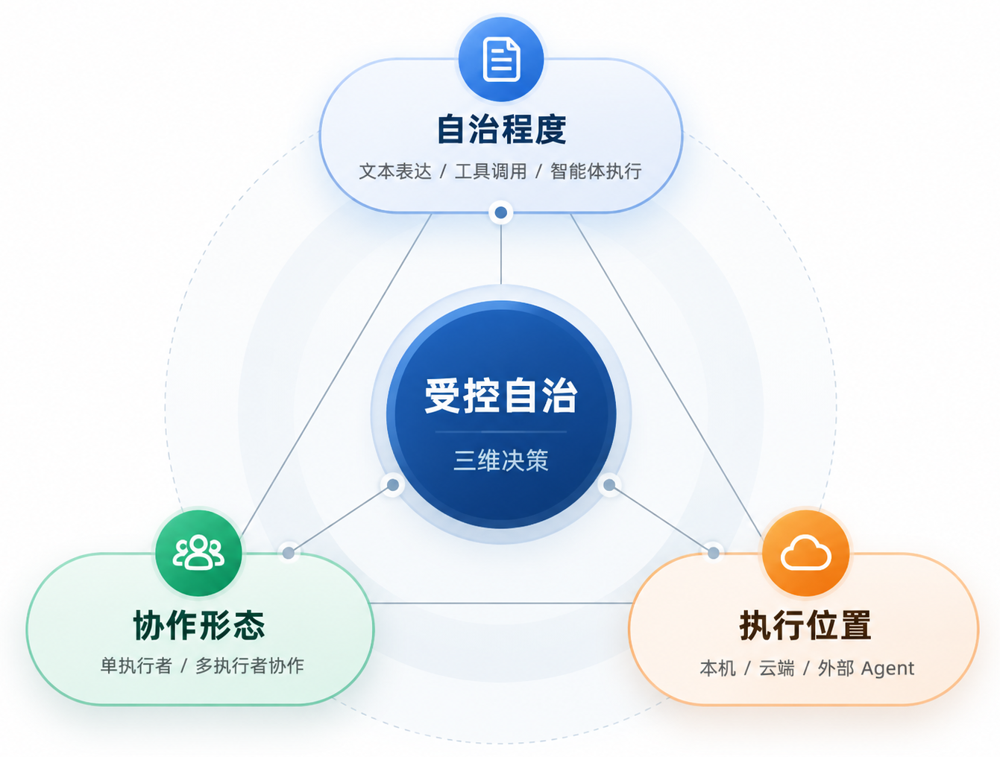 自治程度
文本表达 / 工具调用 / 智能体执行
受控自治
三维决策
协作形态
单执行者 / 多执行者协作
执行位置
本机 / 云端 / 外部 Agent